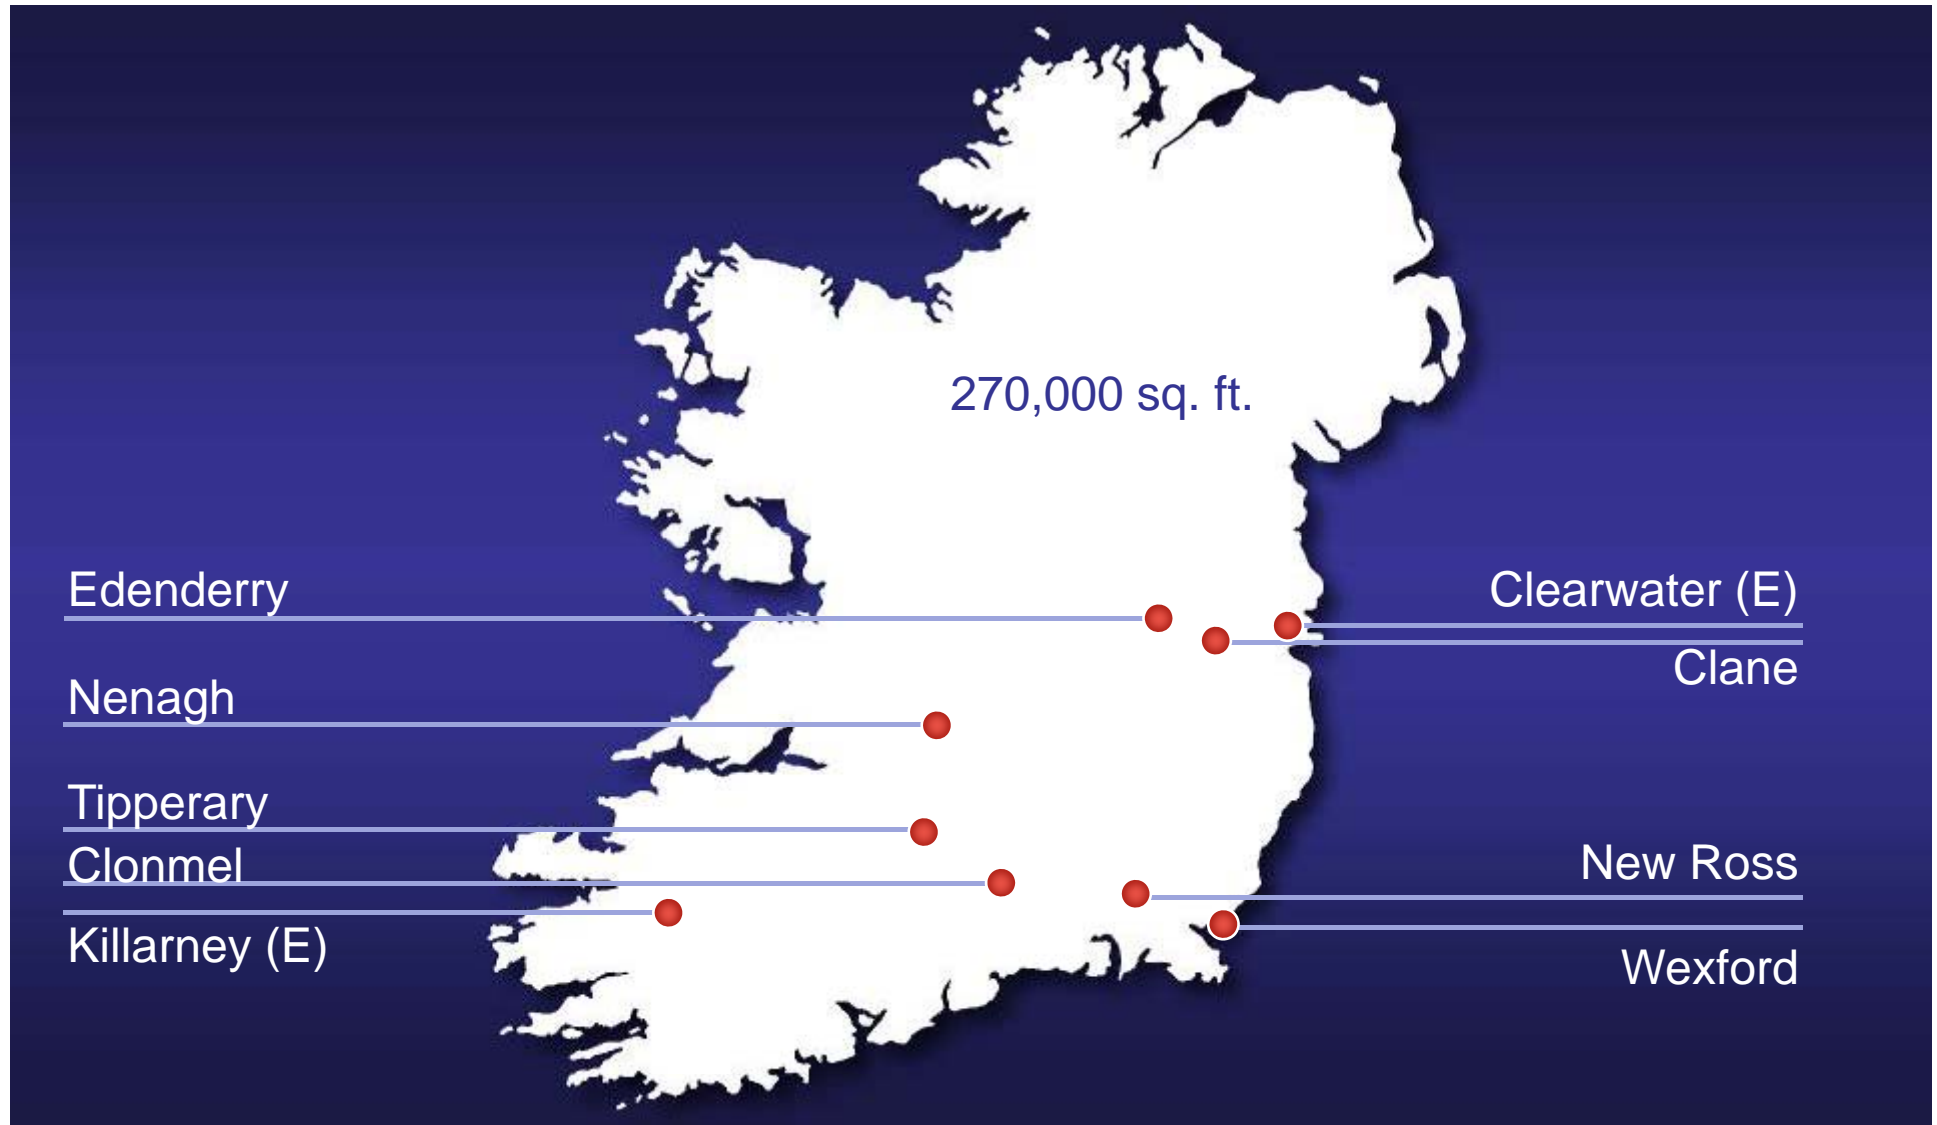 270,000 sq. ft.
Edenderry
Nenagh
Tipperary
Clonmel
Killarney (E)
Clearwater (E)
Clane
New Ross
Wexford